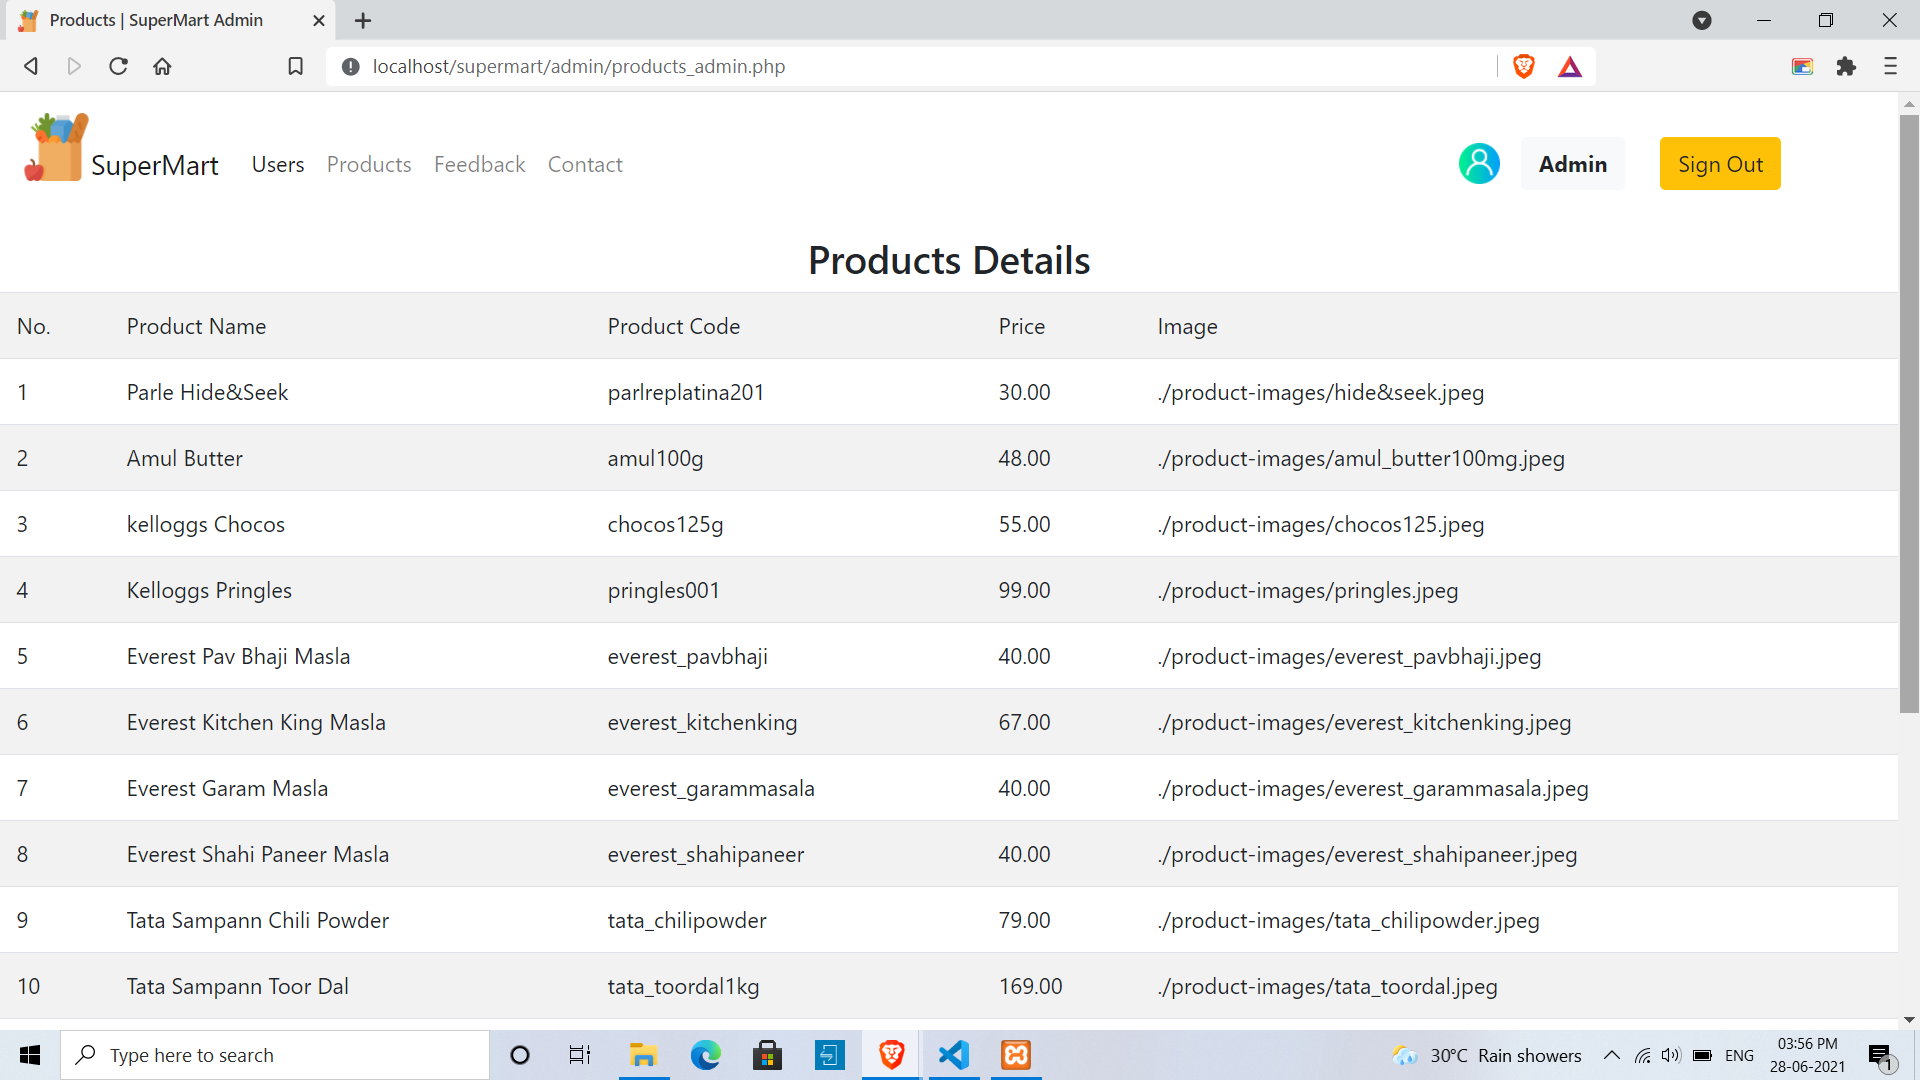 Products | SuperMart Admin
localhost/supermart/admin/products_admin.php
SuperMart Users Products Feedback Contact Admin Sign Out
Products Details
No. Product Name Product Code Price Image
1 Parle Hide&Seek parlreplatina201 30.00 ./product-images/hide&seek.jpeg
2 Amul Butter amul100g 48.00 ./product-images/amul_butter100mg.jpeg
3 kelloggs Chocos chocos125g 55.00 ./product-images/chocos125.jpeg
4 Kelloggs Pringles pringles001 99.00 ./product-images/pringles.jpeg
5 Everest Pav Bhaji Masla everest_pavbhaji 40.00 ./product-images/everest_pavbhaji.jpeg
6 Everest Kitchen King Masla everest_kitchenking 67.00 ./product-images/everest_kitchenking.jpeg
7 Everest Garam Masla everest_garammasala 40.00 ./product-images/everest_garammasala.jpeg
8 Everest Shahi Paneer Masla everest_shahipaneer 40.00 ./product-images/everest_shahipaneer.jpeg
9 Tata Sampann Chili Powder tata_chilipowder 79.00 ./product-images/tata_chilipowder.jpeg
10 Tata Sampann Toor Dal tata_toordal1kg 169.00 ./product-images/tata_toordal.jpeg
Type here to search 30°C Rain showers ENG 03:56 PM
28-06-2021 1